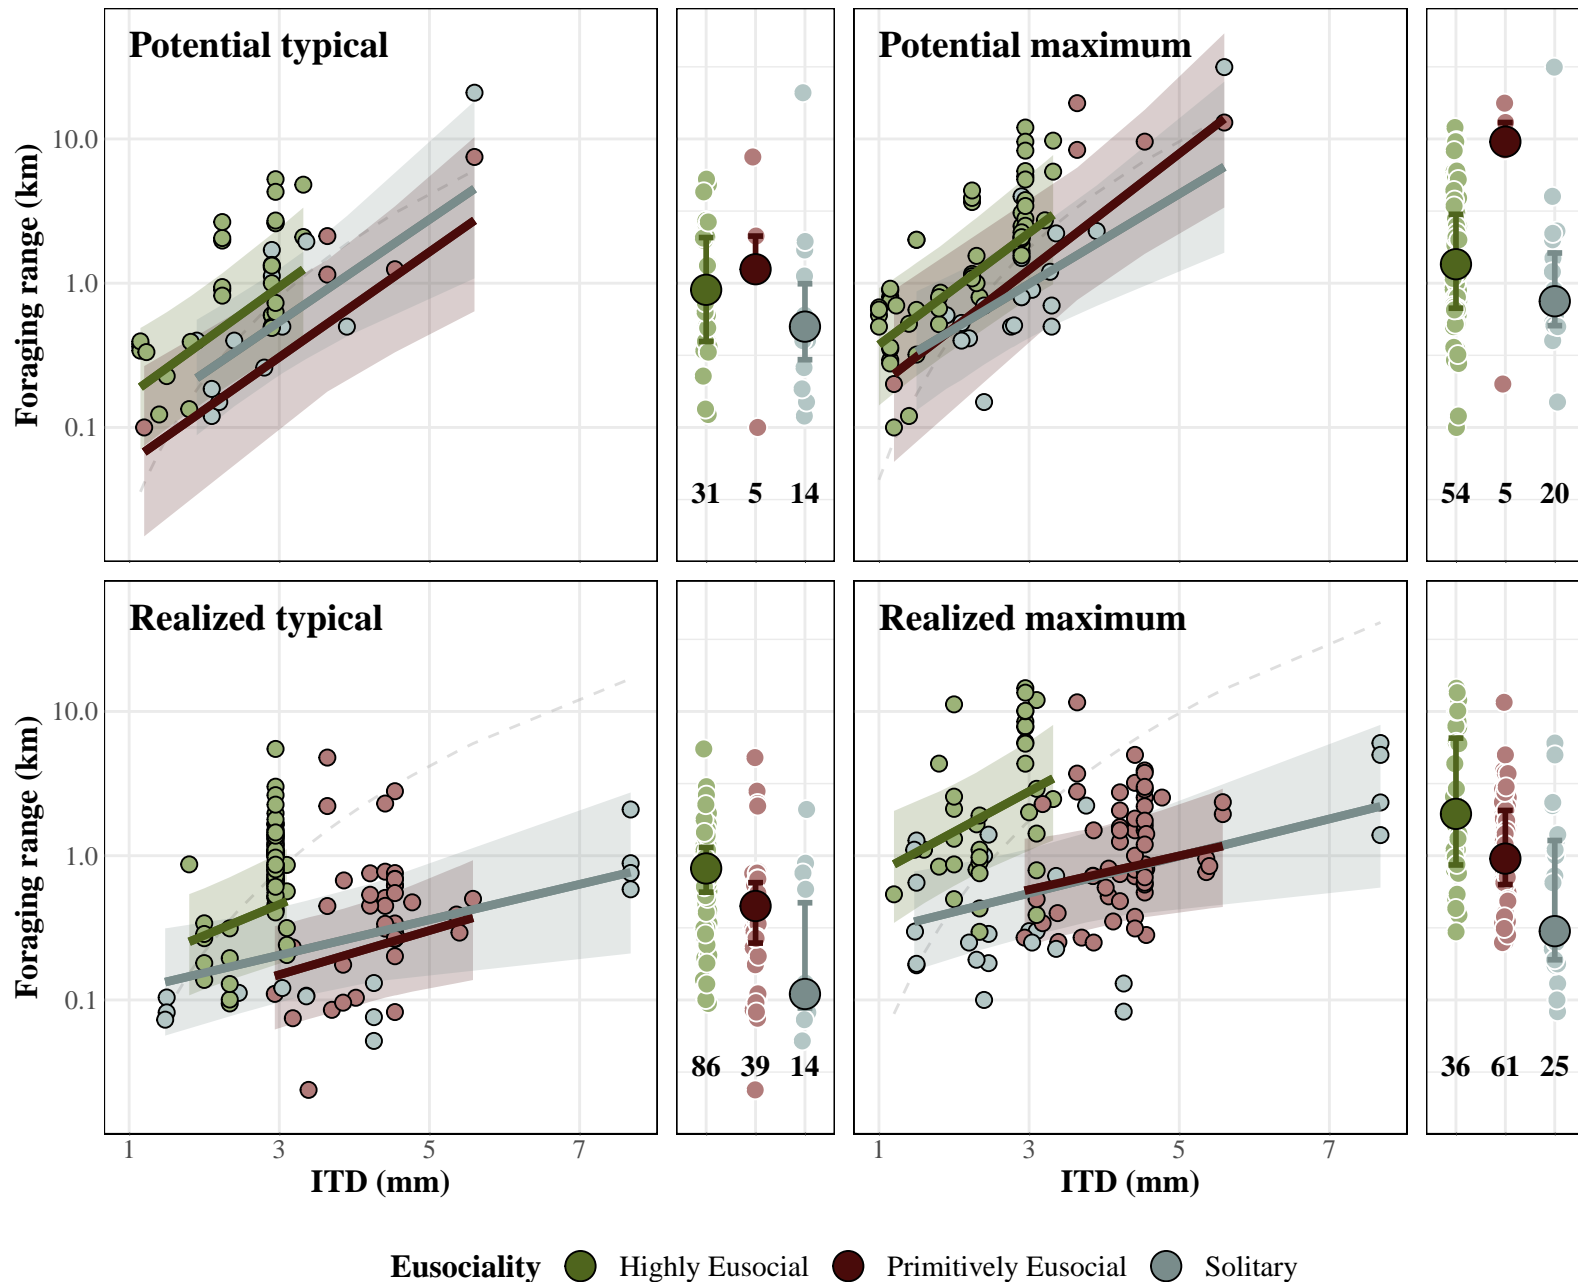 Potential typical
Potential maximum
Foraging range (km)
10.0
1.0
0.1
31 5 14
54 5 20
Realized typical
Realized maximum
Foraging range (km)
10.0
1.0
0.1
86 39 14
36 61 25
1 3 5 7
1 3 5 7
ITD (mm)
ITD (mm)
Eusociality Highly Eusocial Primitively Eusocial Solitary